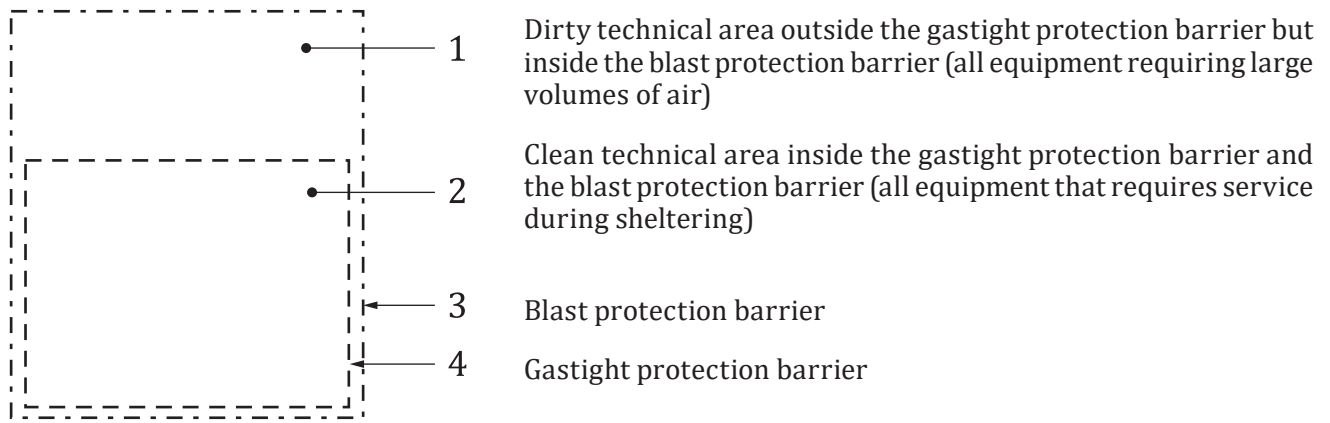 1 Dirty technical area outside the gastight protection barrier but
inside the blast protection barrier (all equipment requiring large
volumes of air)
2 Clean technical area inside the gastight protection barrier and
the blast protection barrier (all equipment that requires service
during sheltering)
3 Blast protection barrier
4 Gastight protection barrier